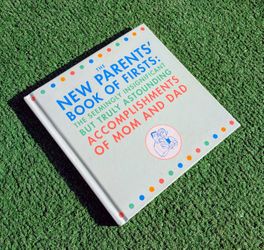 THE
NEW PARENTS'
BOOK OF FIRSTS:
THE SEEMINGLY INSIGNIFICANT
BUT TRULY ASTOUNDING
ACCOMPLISHMENTS
OF MOM AND DAD